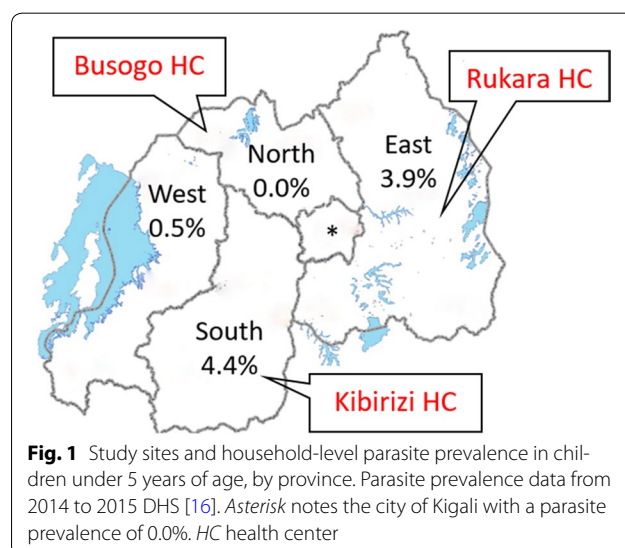 Busogo HC
Rukara HC
North
0.0%
East
3.9%
West
0.5%
*
South
4.4%
Kibirizi HC
Fig. 1 Study sites and household-level parasite prevalence in chil-
dren under 5 years of age, by province. Parasite prevalence data from
2014 to 2015 DHS [16]. Asterisk notes the city of Kigali with a parasite
prevalence of 0.0%. HC health center